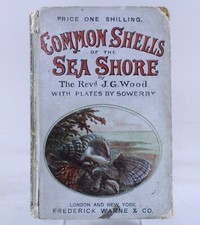 PRICE ONE SHILLING.
COMMON SHELLS
OF THE
SEA SHORE
By
The Revd J.G. Wood
WITH PLATES BY SOWERBY
LONDON AND NEW YORK
FREDERICK WARNE & CO.